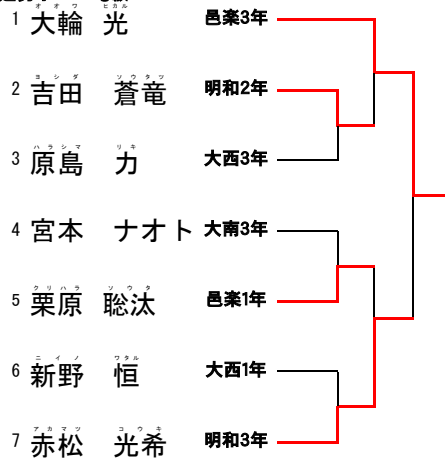 オオワ ヒカル
1 大輪 光 邑楽3年
ヨシダ ソウタツ
2 吉田 蒼竜 明和2年
ハラシマ リキ
3 原島 力 大西3年
4 宮本 ナオト 大南3年
クリハラ ソウタ
5 栗原 聡汰 邑楽1年
ニイノ ワタル
6 新野 恒 大西1年
アカマツ コウキ
7 赤松 光希 明和3年